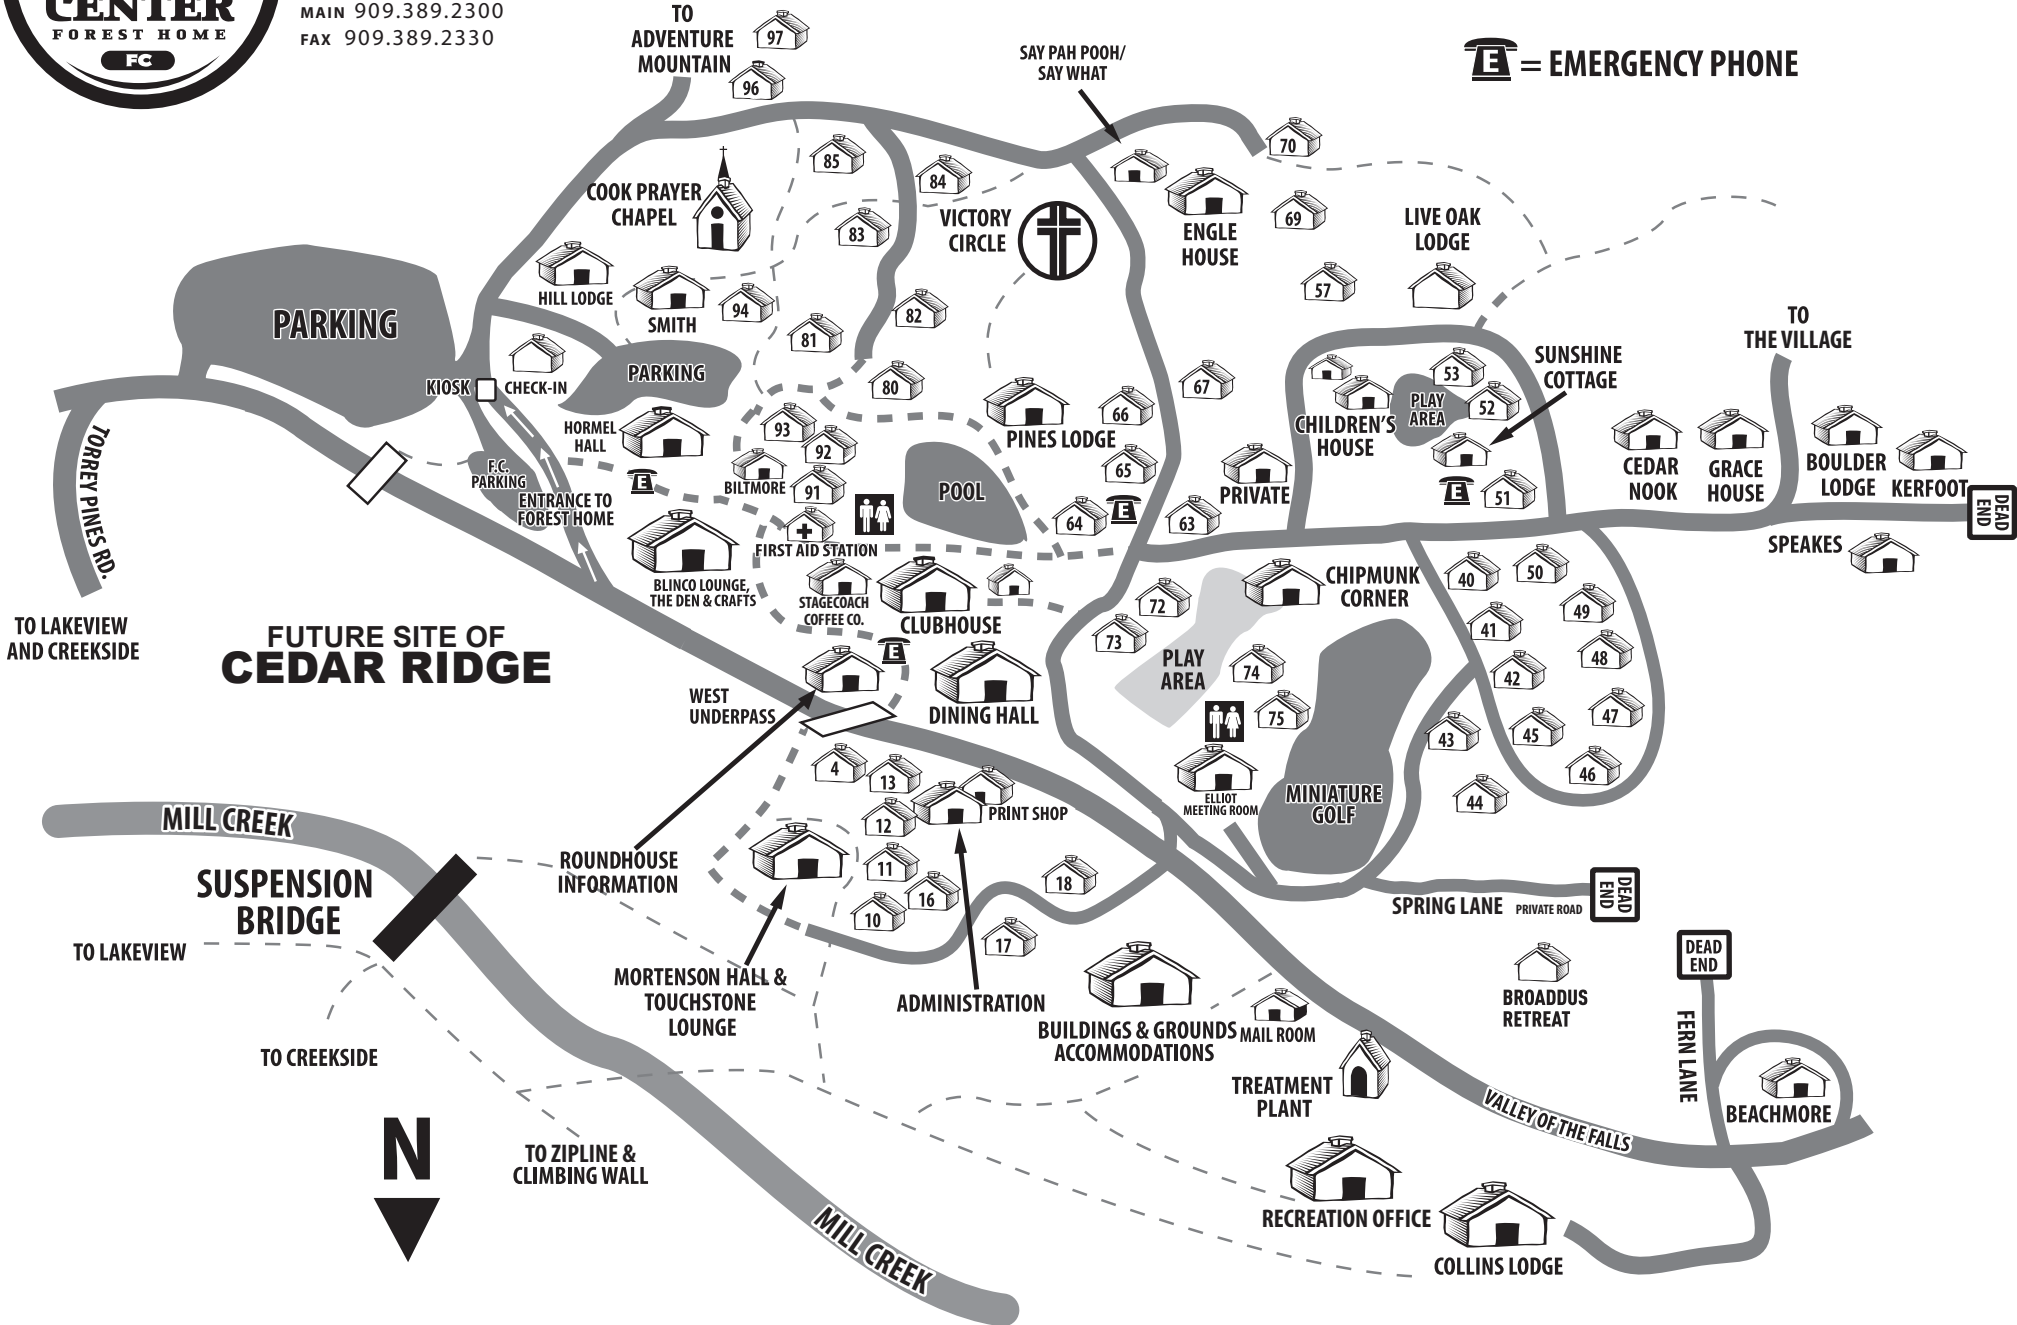 CENTER
FOREST HOME
FC
MAIN 909.389.2300
FAX 909.389.2330
TO
ADVENTURE
MOUNTAIN
97
96
SAY PAH POOH/
SAY WHAT
E = EMERGENCY PHONE
85
84
83
70
69
COOK PRAYER
CHAPEL
VICTORY
CIRCLE
ENGLE
HOUSE
LIVE OAK
LODGE
57
HILL LODGE
SMITH
94
81
82
PARKING
PARKING
KIOSK
CHECK-IN
80
67
53
52
SUNSHINE
COTTAGE
TO
THE VILLAGE
HORMEL
HALL
93
92
91
BILTMORE
PINES LODGE
66
65
CHILDREN'S
HOUSE
PLAY
AREA
TORREY PINES RD.
F.C.
PARKING
ENTRANCE TO
FOREST HOME
E
POOL
64
E
63
PRIVATE
E
51
CEDAR
NOOK
GRACE
HOUSE
BOULDER
LODGE
KERFOOT
DEAD
END
SPEAKES
FIRST AID STATION
BLINCO LOUNGE,
THE DEN & CRAFTS
STAGECOACH
COFFEE CO.
CLUBHOUSE
72
73
CHIPMUNK
CORNER
40
50
49
41
48
42
47
43
45
46
44
TO LAKEVIEW
AND CREEKSIDE
FUTURE SITE OF
CEDAR RIDGE
E
WEST
UNDERPASS
DINING HALL
PLAY
AREA
74
75
ELLIOT
MEETING ROOM
MINIATURE
GOLF
4
13
12
11
16
10
17
18
PRINT SHOP
MILL CREEK
ROUNDHOUSE
INFORMATION
SUSPENSION
BRIDGE
TO LAKEVIEW
TO CREEKSIDE
SPRING LANE
PRIVATE ROAD
DEAD
END
MORTENSON HALL &
TOUCHSTONE
LOUNGE
ADMINISTRATION
BUILDINGS & GROUNDS
ACCOMMODATIONS
MAIL ROOM
BROADDUS
RETREAT
DEAD
END
FERN LANE
BEACHMORE
TREATMENT
PLANT
VALLEY OF THE FALLS
N
TO ZIPLINE &
CLIMBING WALL
MILL CREEK
RECREATION OFFICE
COLLINS LODGE